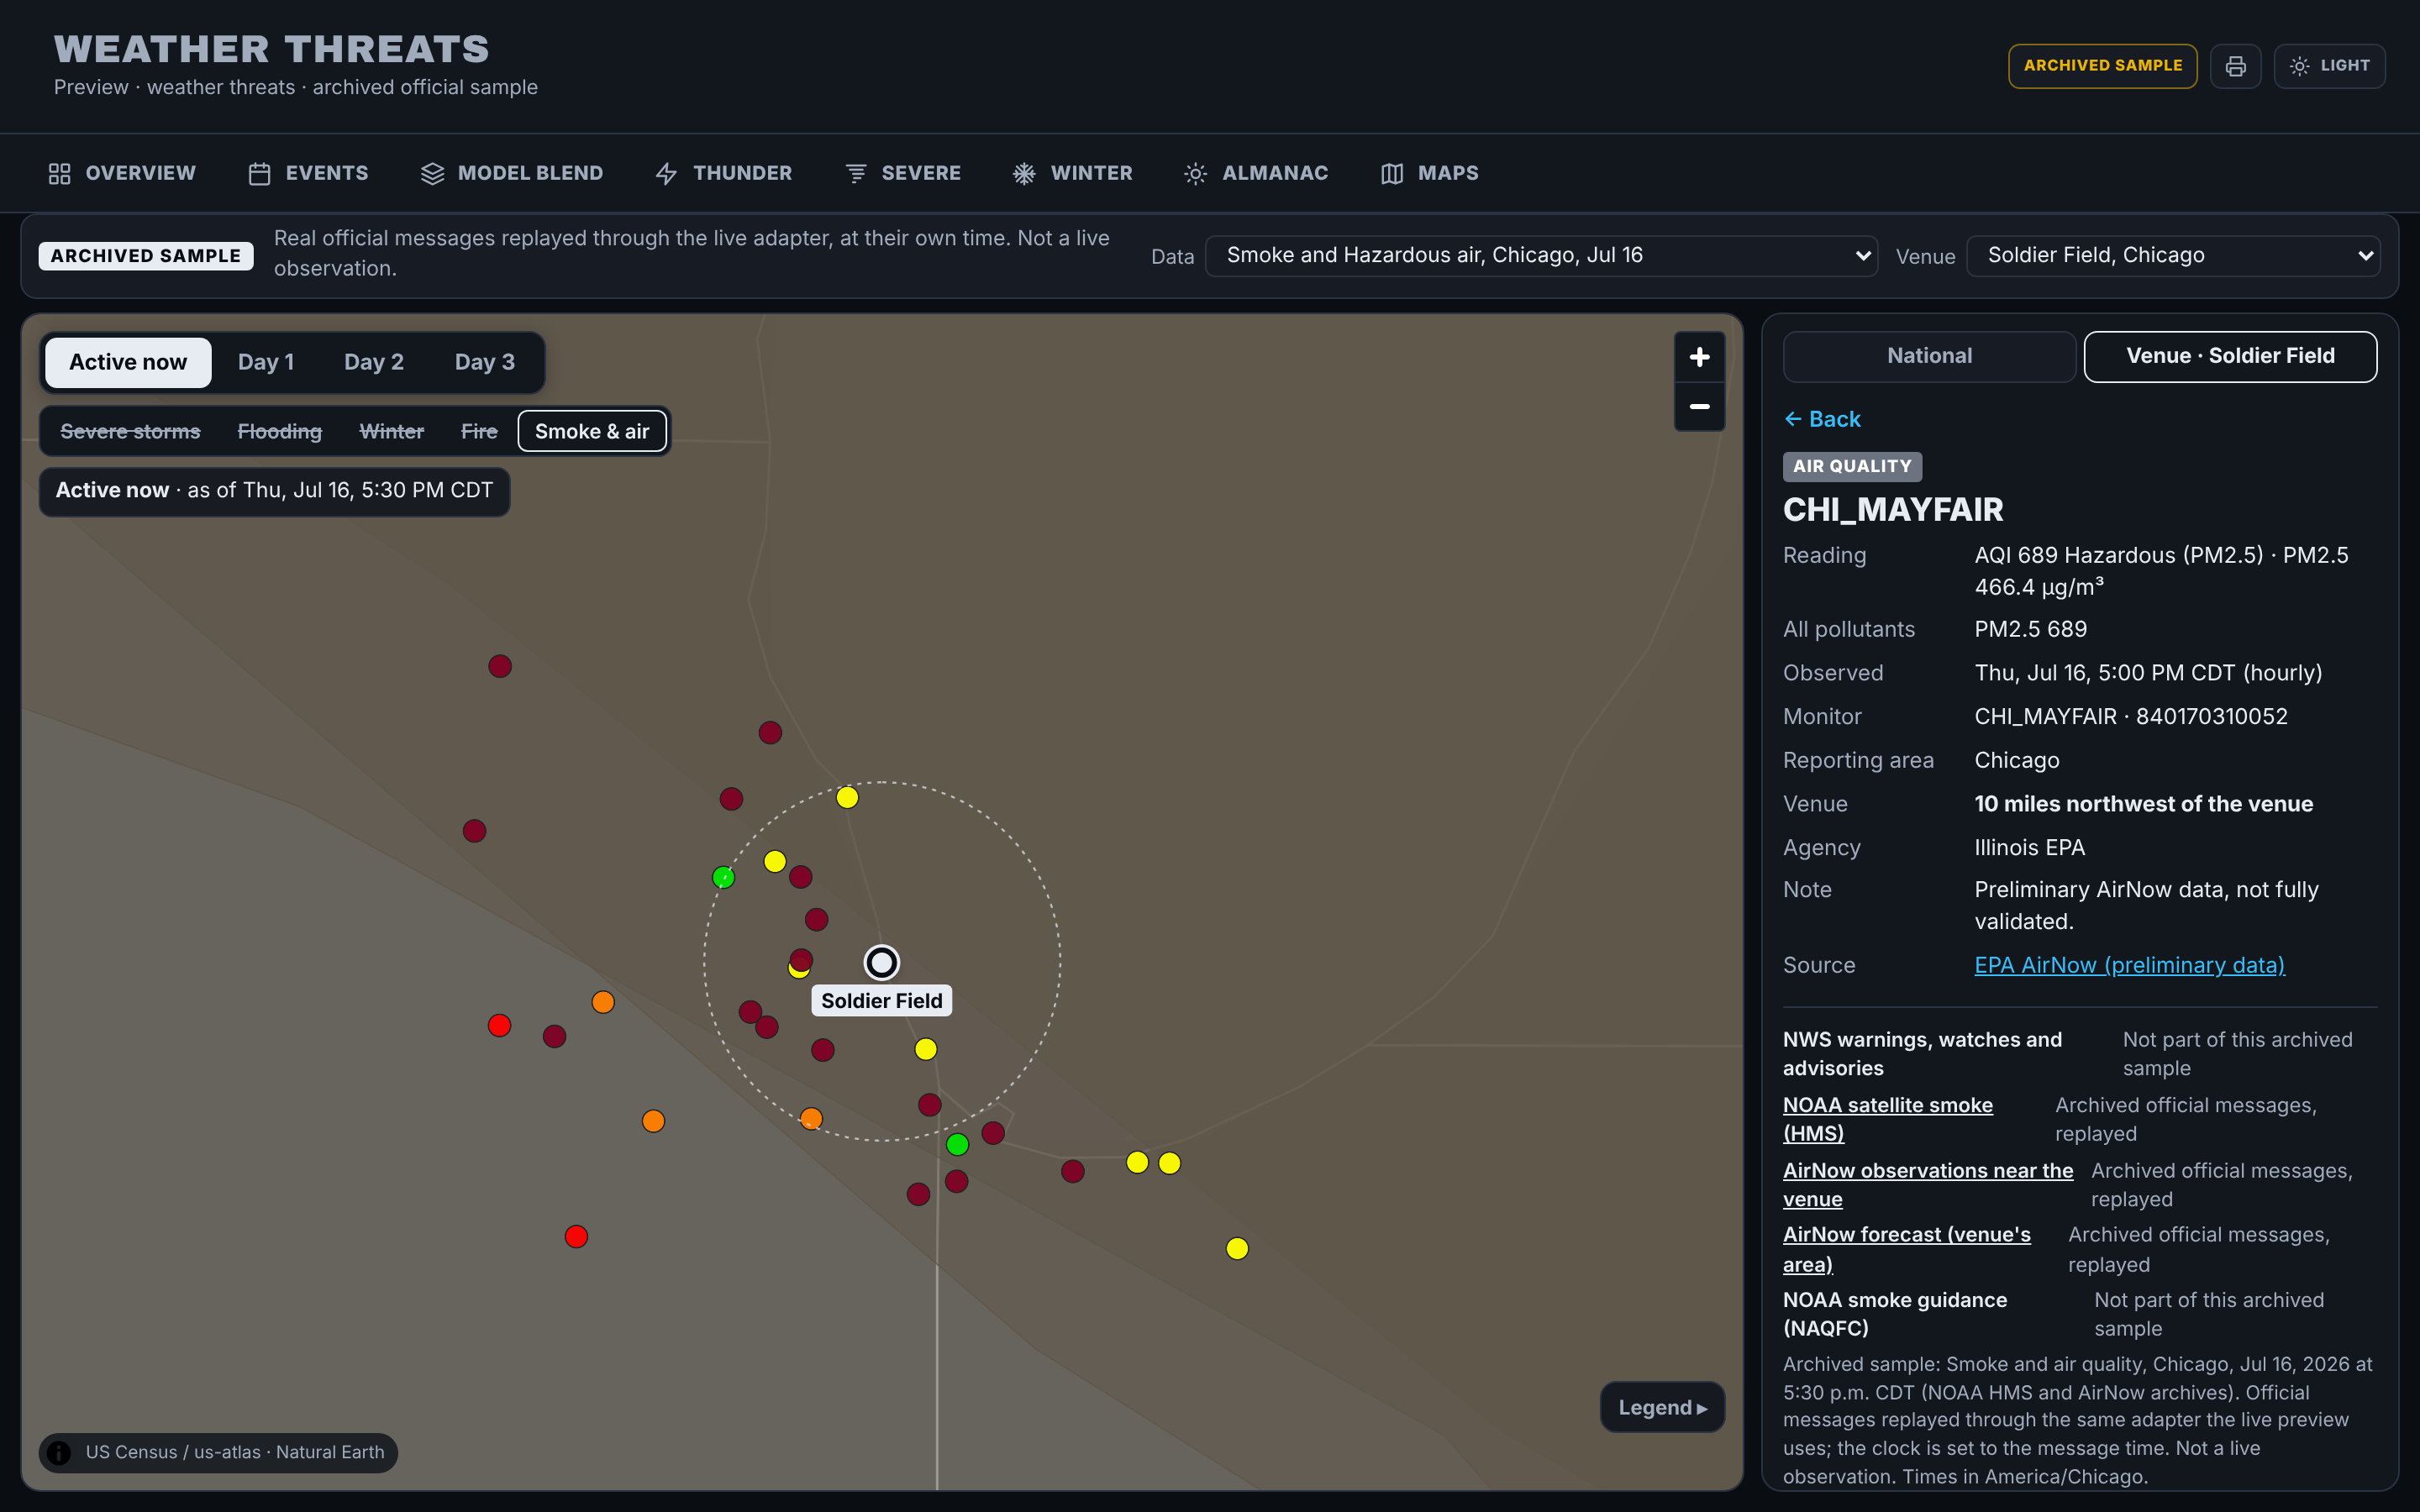 WEATHER THREATS
Preview · weather threats · archived official sample
ARCHIVED SAMPLE
LIGHT
OVERVIEW
EVENTS
MODEL BLEND
THUNDER
SEVERE
WINTER
ALMANAC
MAPS
ARCHIVED SAMPLE
Real official messages replayed through the live adapter, at their own time. Not a live
observation.
Data
Smoke and Hazardous air, Chicago, Jul 16
Venue
Soldier Field, Chicago
Active now
Day 1
Day 2
Day 3
Severe storms
Flooding
Winter
Fire
Smoke & air
Active now · as of Thu, Jul 16, 5:30 PM CDT
+
−
Soldier Field
Legend ▸
US Census / us-atlas · Natural Earth
National
Venue · Soldier Field
← Back
AIR QUALITY
CHI_MAYFAIR
Reading
AQI 689 Hazardous (PM2.5) · PM2.5
466.4 µg/m³
All pollutants
PM2.5 689
Observed
Thu, Jul 16, 5:00 PM CDT (hourly)
Monitor
CHI_MAYFAIR · 840170310052
Reporting area
Chicago
Venue
10 miles northwest of the venue
Agency
Illinois EPA
Note
Preliminary AirNow data, not fully
validated.
Source
EPA AirNow (preliminary data)
NWS warnings, watches and
advisories
Not part of this archived
sample
NOAA satellite smoke
(HMS)
Archived official messages,
replayed
AirNow observations near the
venue
Archived official messages,
replayed
AirNow forecast (venue's
area)
Archived official messages,
replayed
NOAA smoke guidance
(NAQFC)
Not part of this archived
sample
Archived sample: Smoke and air quality, Chicago, Jul 16, 2026 at
5:30 p.m. CDT (NOAA HMS and AirNow archives). Official
messages replayed through the same adapter the live preview
uses; the clock is set to the message time. Not a live
observation. Times in America/Chicago.